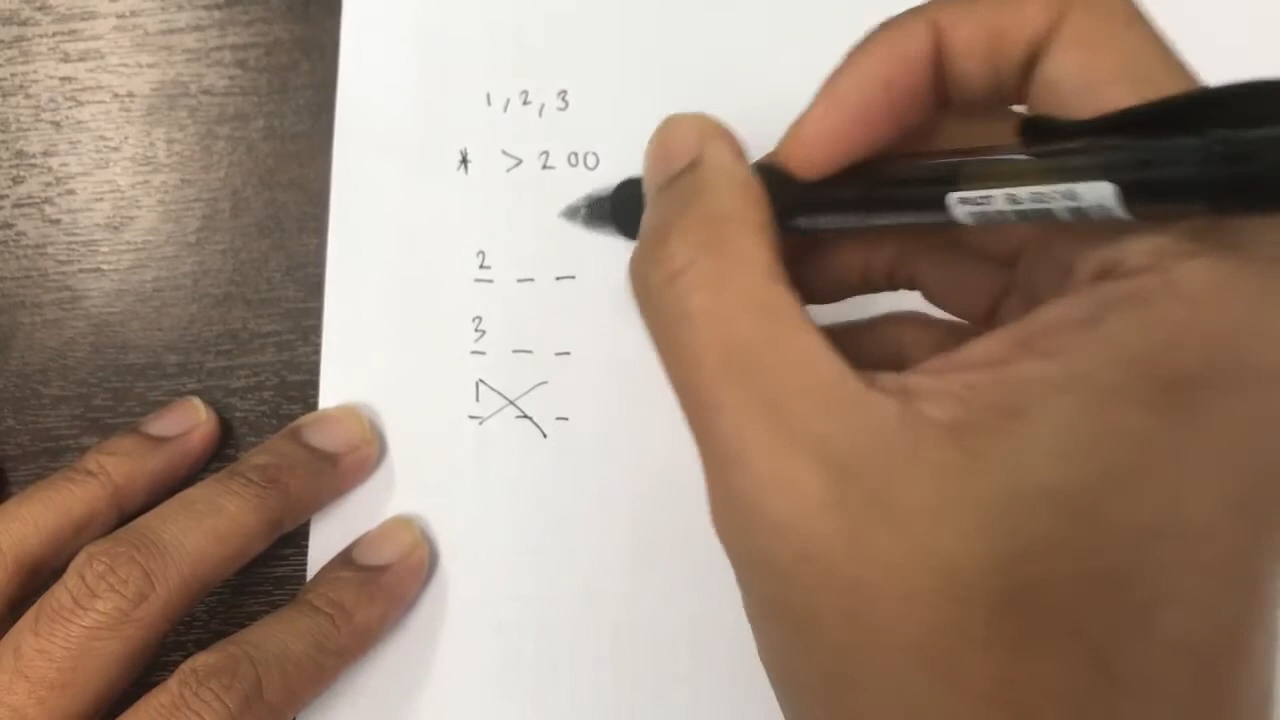 1, 2, 3
* > 200
2 _ _
3 _ _
1 _ _